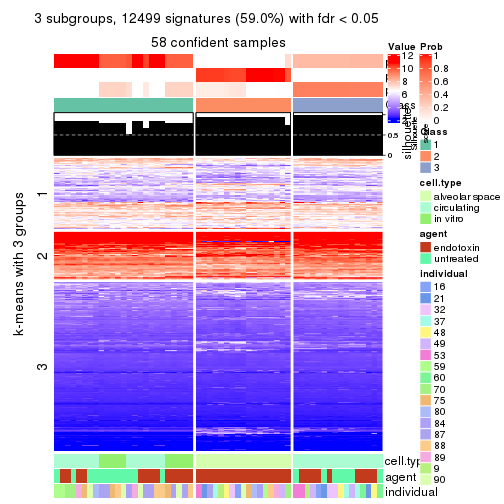 3 subgroups, 12499 signatures (59.0%) with fdr < 0.05
58 confident samples
k-means with 3 groups
1
2
3
silhouette
0.5
0
Value
12
10
8
6
4
2
Prob
1
0.8
0.6
0.4
0.2
0
Class
1
2
3
cell.type
alveolar space
circulating
in vitro
agent
endotoxin
untreated
individual
16
21
32
37
48
49
53
59
60
70
75
80
84
87
88
89
9
90
agent
individual